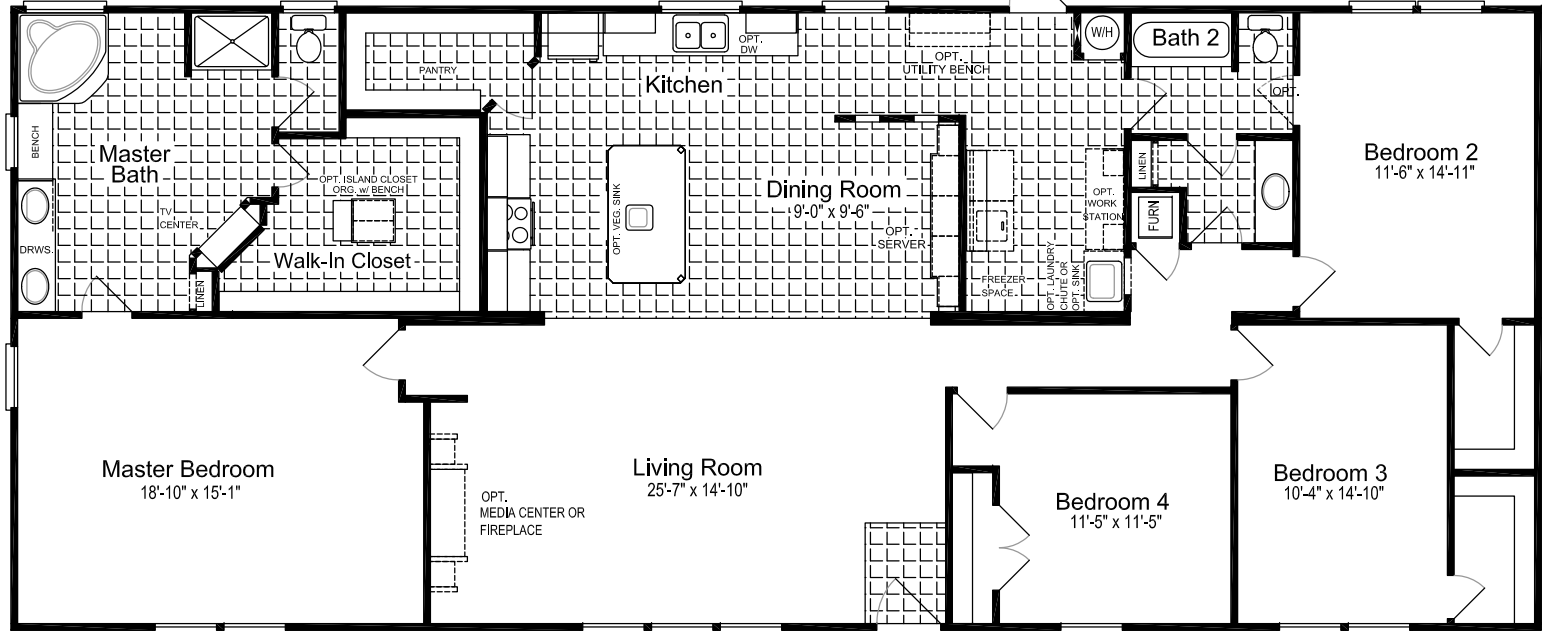 Master
Bath
BENCH
DRWS.
TV
CENTER
LINEN
PANTRY
OPT. ISLAND CLOSET
ORG. w/ BENCH
Walk-In Closet
Kitchen
OPT.
DW
OPT. VEG. SINK
Dining Room
9'-0" x 9'-6"
OPT.
SERVER
OPT.
UTILITY BENCH
W/H
Bath 2
OPT.
LINEN
FURN
OPT.
WORK
STATION
FREEZER
SPACE
OPT. LAUNDRY
CHUTE OR
OPT. SINK
Bedroom 2
11'-6" x 14'-11"
Master Bedroom
18'-10" x 15'-1"
OPT.
MEDIA CENTER OR
FIREPLACE
Living Room
25'-7" x 14'-10"
Bedroom 4
11'-5" x 11'-5"
Bedroom 3
10'-4" x 14'-10"